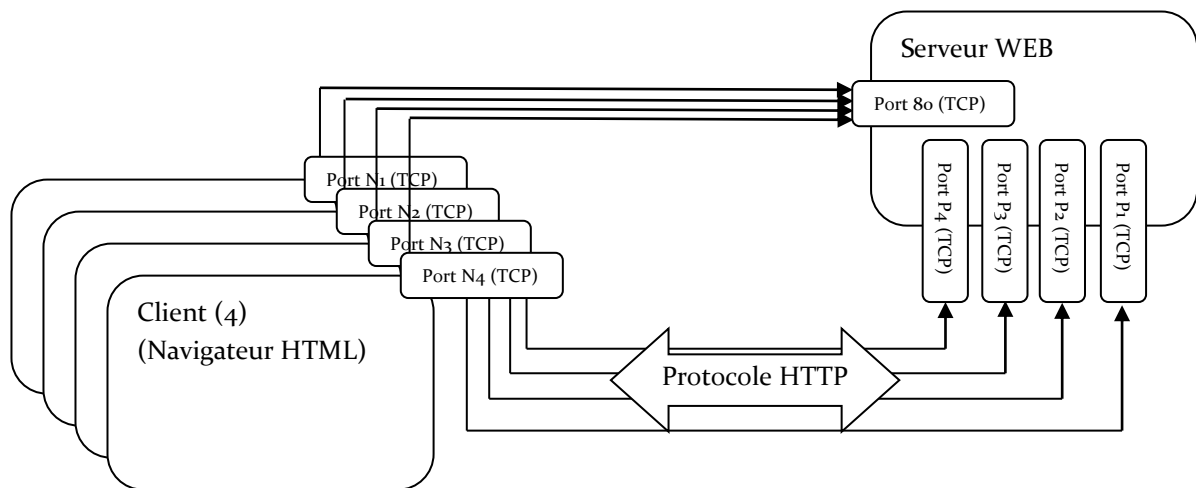 Serveur WEB
Port 80 (TCP)
Port P4 (TCP)
Port P3 (TCP)
Port P2 (TCP)
Port P1 (TCP)
Port N1 (TCP)
Port N2 (TCP)
Port N3 (TCP)
Port N4 (TCP)
Client (4)
(Navigateur HTML)
Protocole HTTP